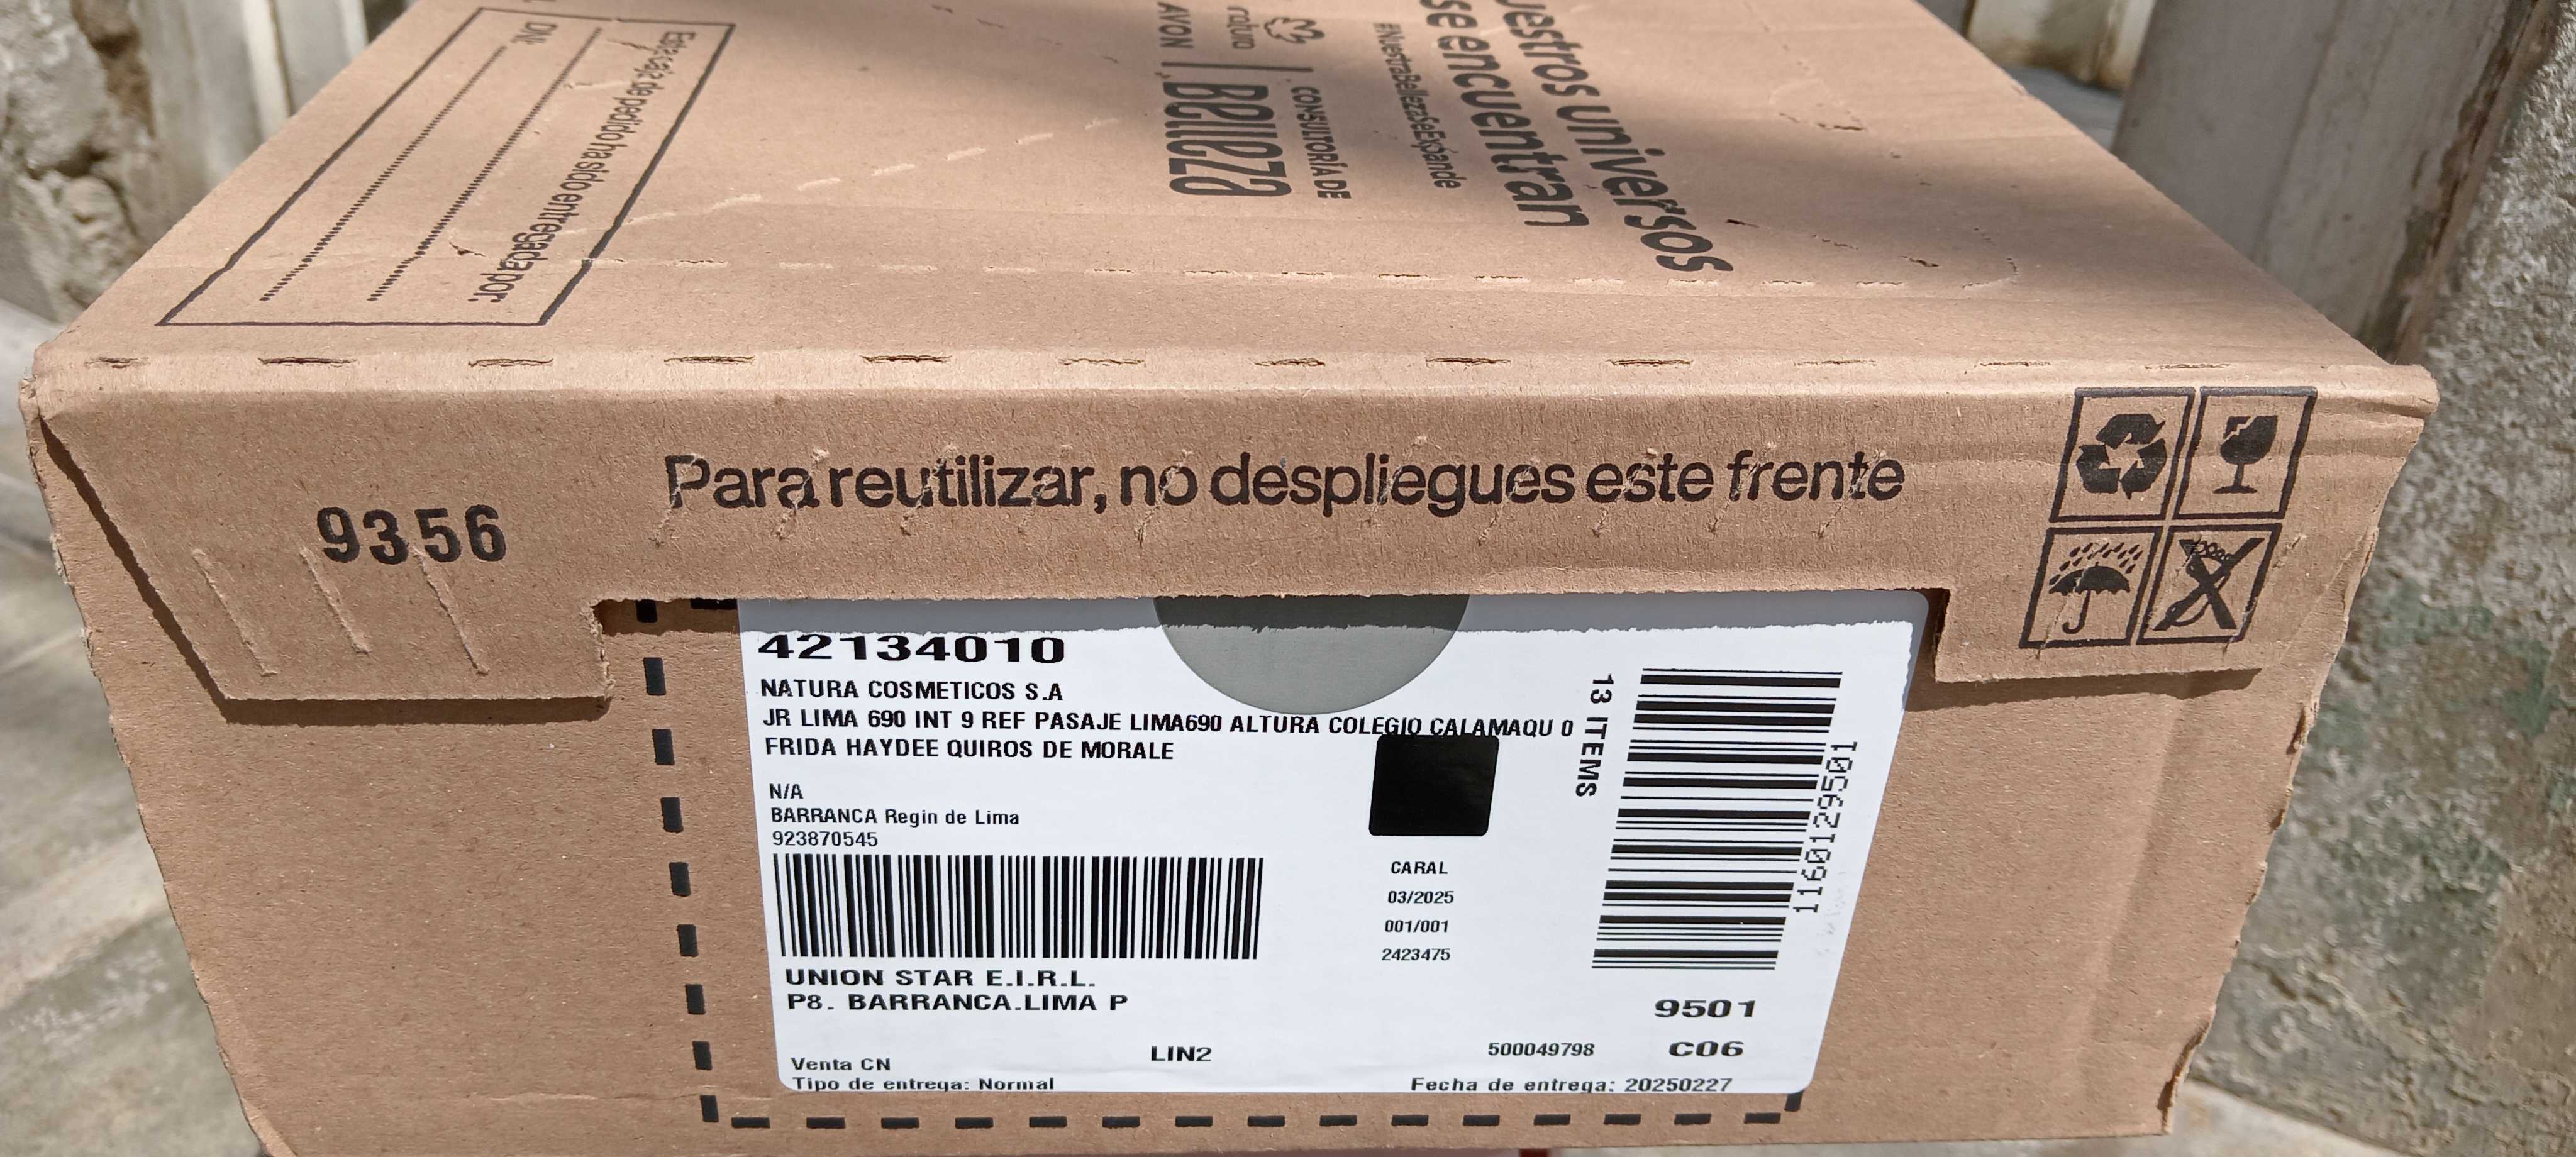 Esta caja de pedido ha sido entregada por:
DNI:
natura
AVON
CONSULTORÍA DE
Belleza
#NuestraBellezaSeExpande
se encuentran
universos
Para reutilizar, no despliegues este frente
9356
42134010
NATURA COSMETICOS S.A
JR LIMA 690 INT 9 REF PASAJE LIMA690 ALTURA COLEGIO CALAMAQU 0
FRIDA HAYDEE QUIROS DE MORALE
N/A
BARRANCA Regin de Lima
923870545
13 ITEMS
1160129501
CARAL
03/2025
001/001
2423475
UNION STAR E.I.R.L.
P8. BARRANCA.LIMA P
9501
LIN2
500049798
C06
Venta CN
Tipo de entrega: Normal
Fecha de entrega: 20250227